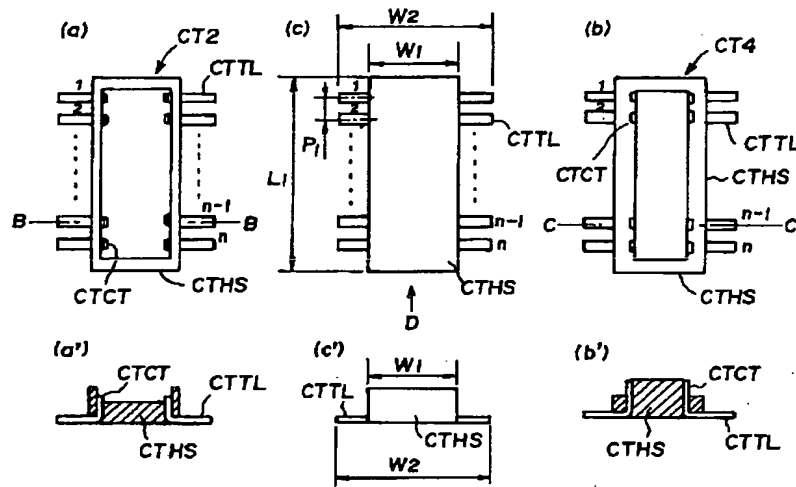 (a)
CT2
CTTL
1
2
B
B
n-1
n
CTCT
CTHS
(c)
W2
W1
1
2
P1
L1
CTTL
n-1
n
CTHS
D
(b)
CT4
1
2
CTCT
CTTL
CTHS
C
C
n-1
n
CTHS
(a')
CTCT
CTTL
CTHS
(c')
W1
CTTL
CTHS
W2
(b')
CTCT
CTHS
CTTL